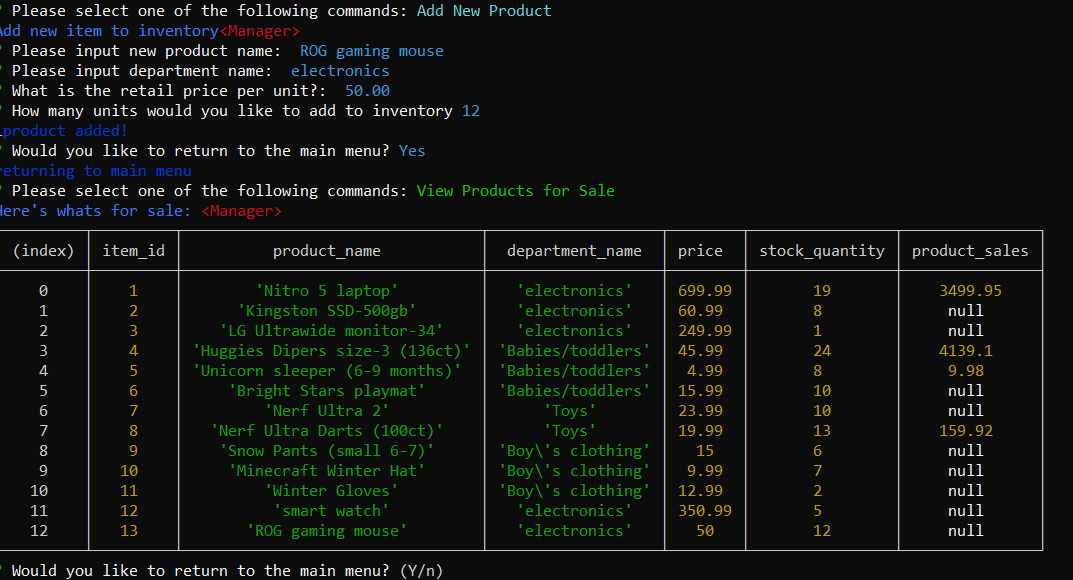 ? Please select one of the following commands: Add New Product
Add new item to inventory<Manager>
? Please input new product name:  ROG gaming mouse
? Please input department name:  electronics
? What is the retail price per unit?:  50.00
? How many units would you like to add to inventory 12
product added!
? Would you like to return to the main menu? Yes
returning to main menu
? Please select one of the following commands: View Products for Sale
Here's whats for sale: <Manager>
(index) item_id product_name department_name price stock_quantity product_sales
0 1 'Nitro 5 laptop' 'electronics' 699.99 19 3499.95
1 2 'Kingston SSD-500gb' 'electronics' 60.99 8 null
2 3 'LG Ultrawide monitor-34' 'electronics' 249.99 1 null
3 4 'Huggies Dipers size-3 (136ct)' 'Babies/toddlers' 45.99 24 4139.1
4 5 'Unicorn sleeper (6-9 months)' 'Babies/toddlers' 4.99 8 9.98
5 6 'Bright Stars playmat' 'Babies/toddlers' 15.99 10 null
6 7 'Nerf Ultra 2' 'Toys' 23.99 10 null
7 8 'Nerf Ultra Darts (100ct)' 'Toys' 19.99 13 159.92
8 9 'Snow Pants (small 6-7)' 'Boy\'s clothing' 15 6 null
9 10 'Minecraft Winter Hat' 'Boy\'s clothing' 9.99 7 null
10 11 'Winter Gloves' 'Boy\'s clothing' 12.99 2 null
11 12 'smart watch' 'electronics' 350.99 5 null
12 13 'ROG gaming mouse' 'electronics' 50 12 null
? Would you like to return to the main menu? (Y/n)